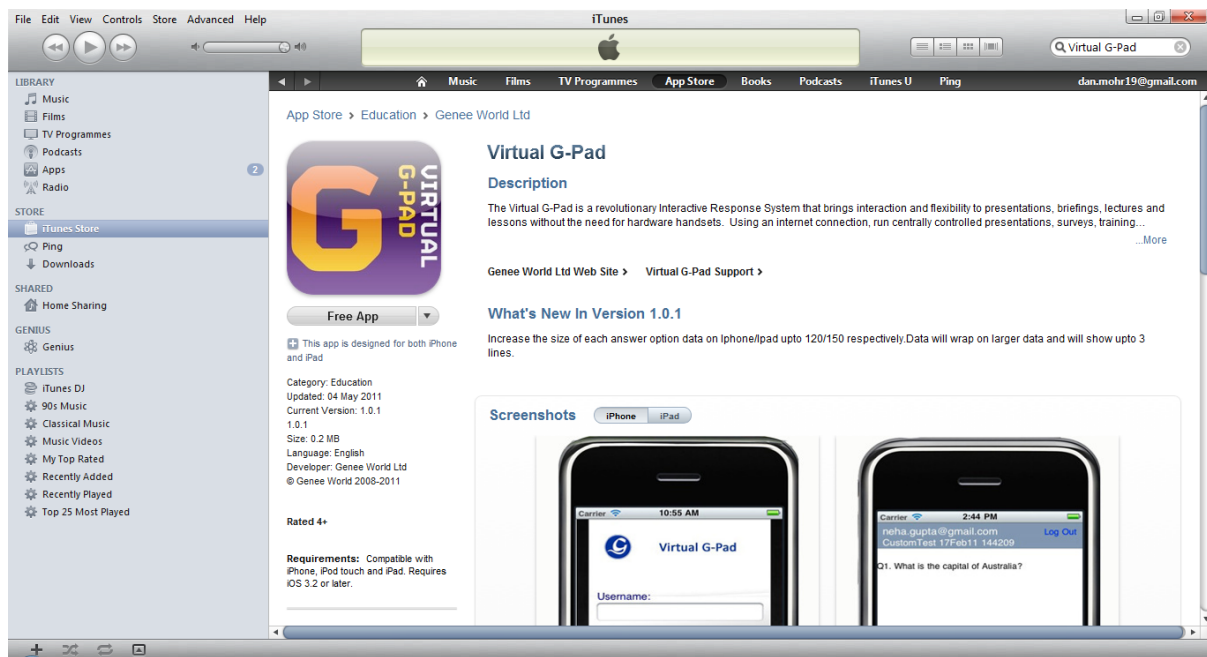 File Edit View Controls Store Advanced Help
iTunes
Virtual G-Pad
LIBRARY
Music
Films
TV Programmes
Podcasts
Apps 2
Radio
STORE
iTunes Store
Ping
Downloads
SHARED
Home Sharing
GENIUS
Genius
PLAYLISTS
iTunes DJ
90s Music
Classical Music
Music Videos
My Top Rated
Recently Added
Recently Played
Top 25 Most Played
Music Films TV Programmes App Store Books Podcasts iTunes U Ping dan.mohr19@gmail.com
App Store > Education > Genee World Ltd
G
VIRTUAL
G-PAD
Free App
This app is designed for both iPhone
and iPad
Category: Education
Updated: 04 May 2011
Current Version: 1.0.1
1.0.1
Size: 0.2 MB
Language: English
Developer: Genee World Ltd
© Genee World 2008-2011
Rated 4+
Requirements: Compatible with
iPhone, iPod touch and iPad. Requires
iOS 3.2 or later.
Virtual G-Pad
Description
The Virtual G-Pad is a revolutionary Interactive Response System that brings interaction and flexibility to presentations, briefings, lectures and
lessons without the need for hardware handsets. Using an internet connection, run centrally controlled presentations, surveys, training...
...More
Genee World Ltd Web Site > Virtual G-Pad Support >
What's New In Version 1.0.1
Increase the size of each answer option data on Iphone/Ipad upto 120/150 respectively.Data will wrap on larger data and will show upto 3
lines.
Screenshots iPhone iPad
Carrier 10:55 AM
Virtual G-Pad
Username:
Carrier 2:44 PM
neha.gupta@gmail.com Log Out
CustomTest 17Feb11 144209
Q1. What is the capital of Australia?